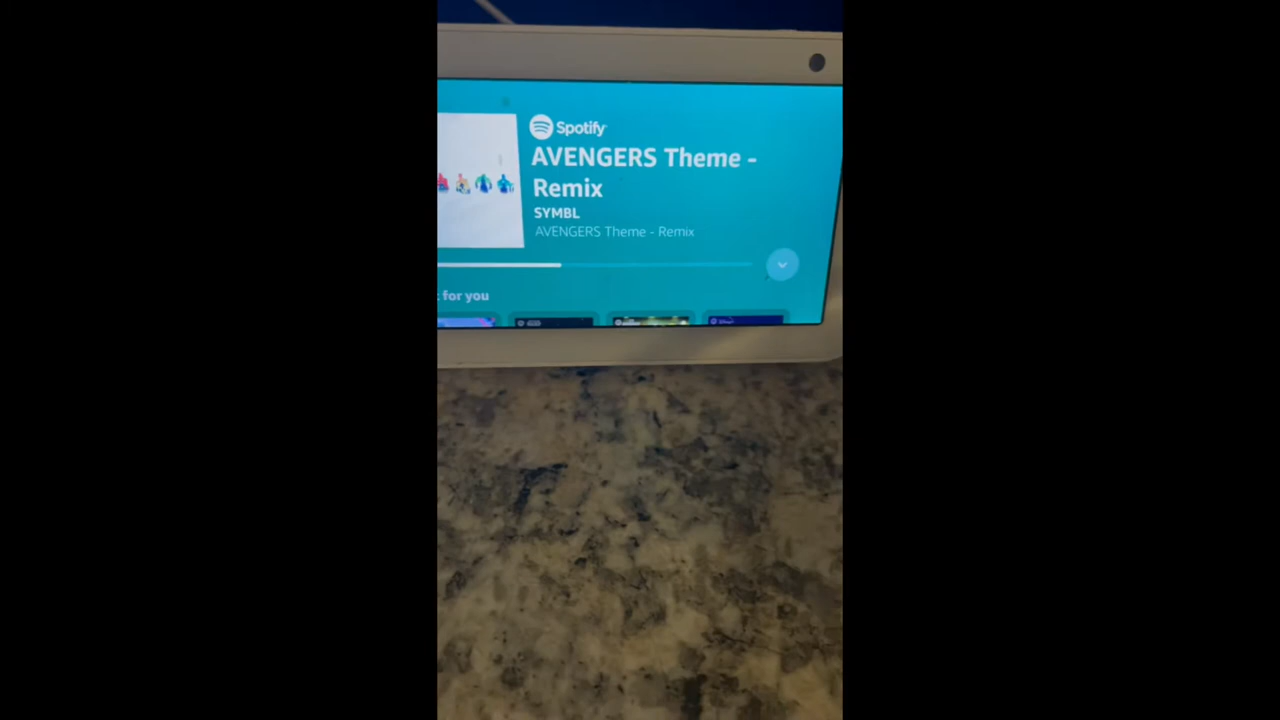 Spotify
AVENGERS Theme -
Remix
SYMBL
AVENGERS Theme - Remix
for you